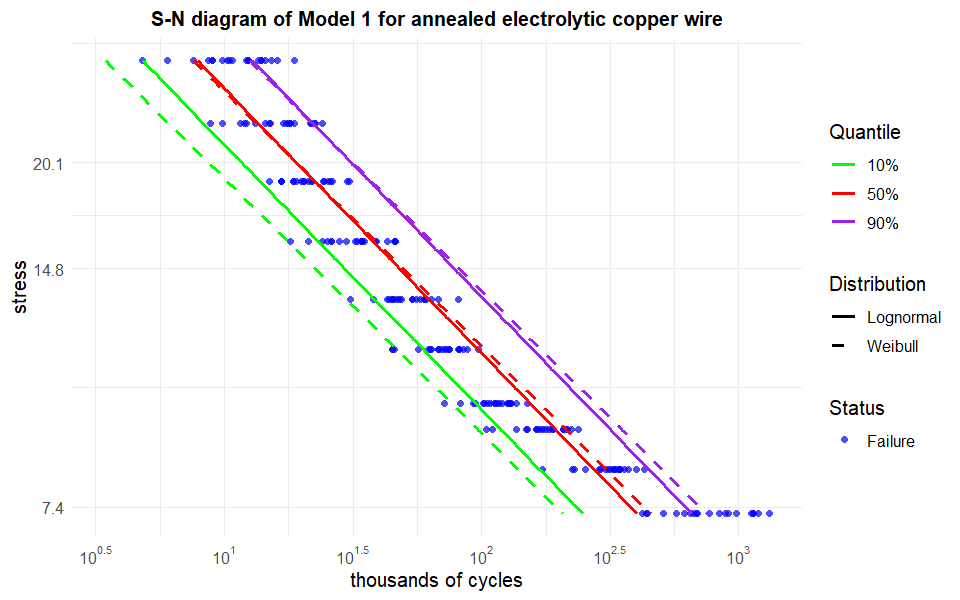 S-N diagram of Model 1 for annealed electrolytic copper wire
stress
20.1
14.8
7.4
10^0.5
10^1
10^1.5
10^2
10^2.5
10^3
thousands of cycles
Quantile
10%
50%
90%
Distribution
Lognormal
Weibull
Status
Failure